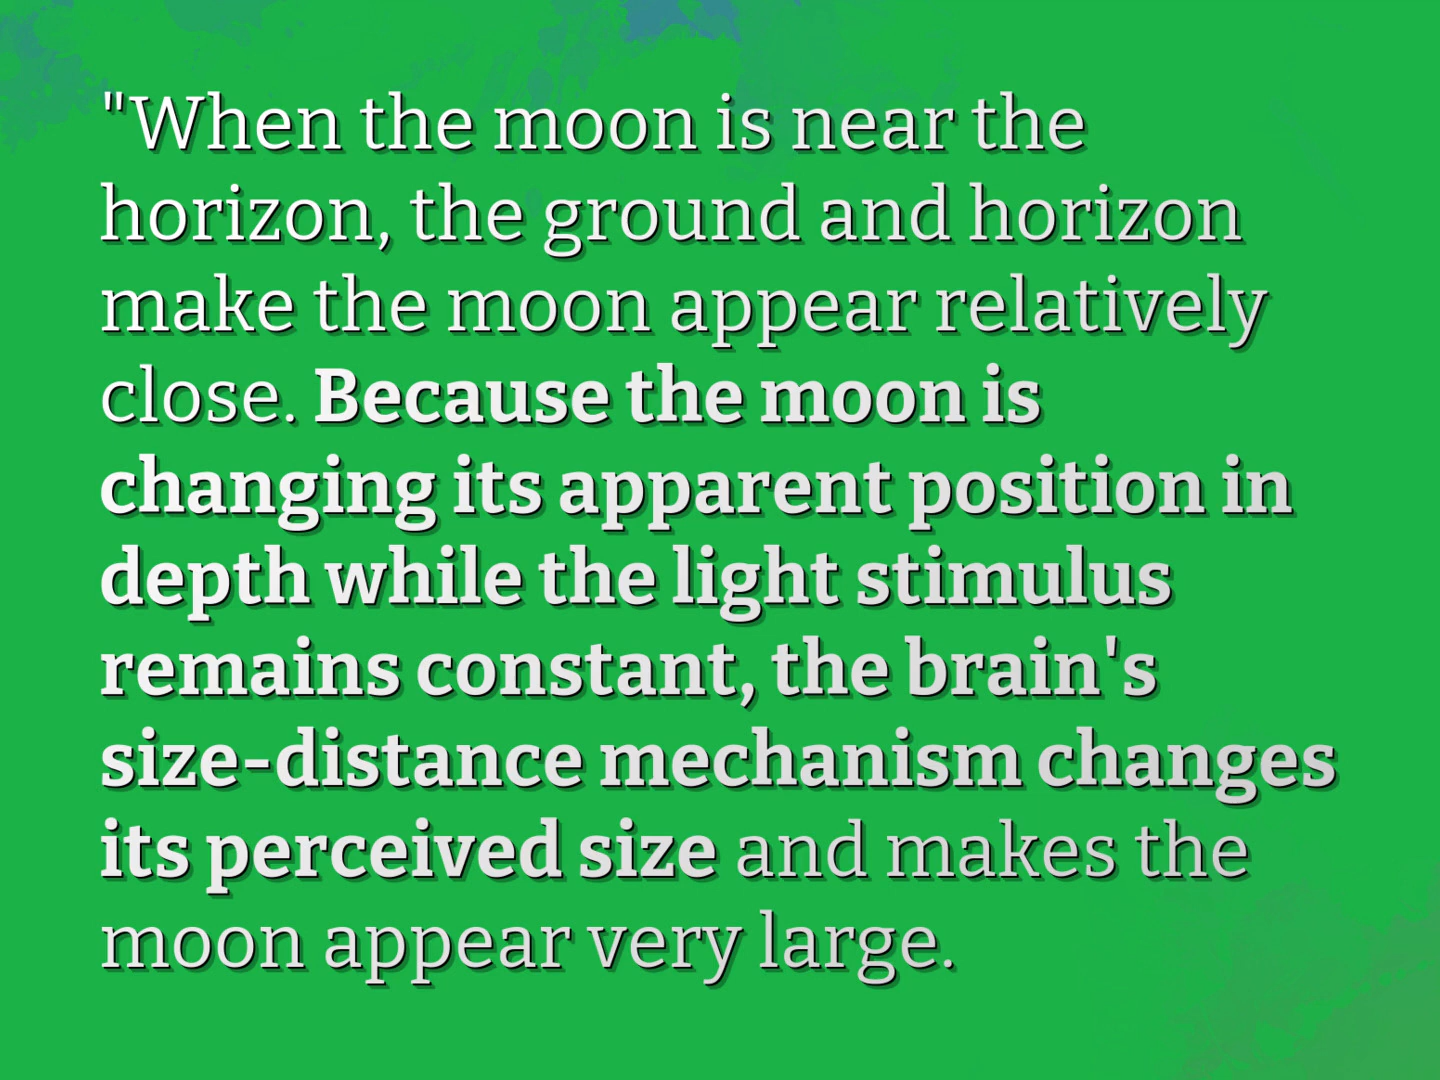 "When the moon is near the
horizon, the ground and horizon
make the moon appear relatively
close. Because the moon is
changing its apparent position in
depth while the light stimulus
remains constant, the brain's
size-distance mechanism changes
its perceived size and makes the
moon appear very large.